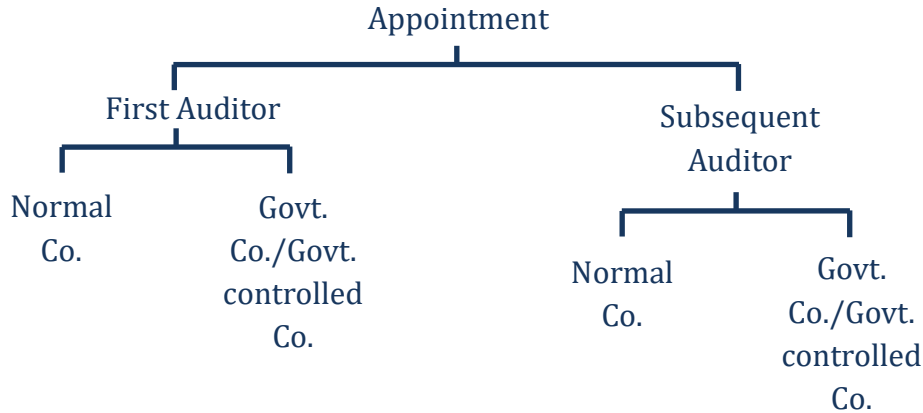 Appointment
First Auditor
Subsequent
Auditor
Normal
Co.
Govt.
Co./Govt.
controlled
Co.
Normal
Co.
Govt.
Co./Govt.
controlled
Co.